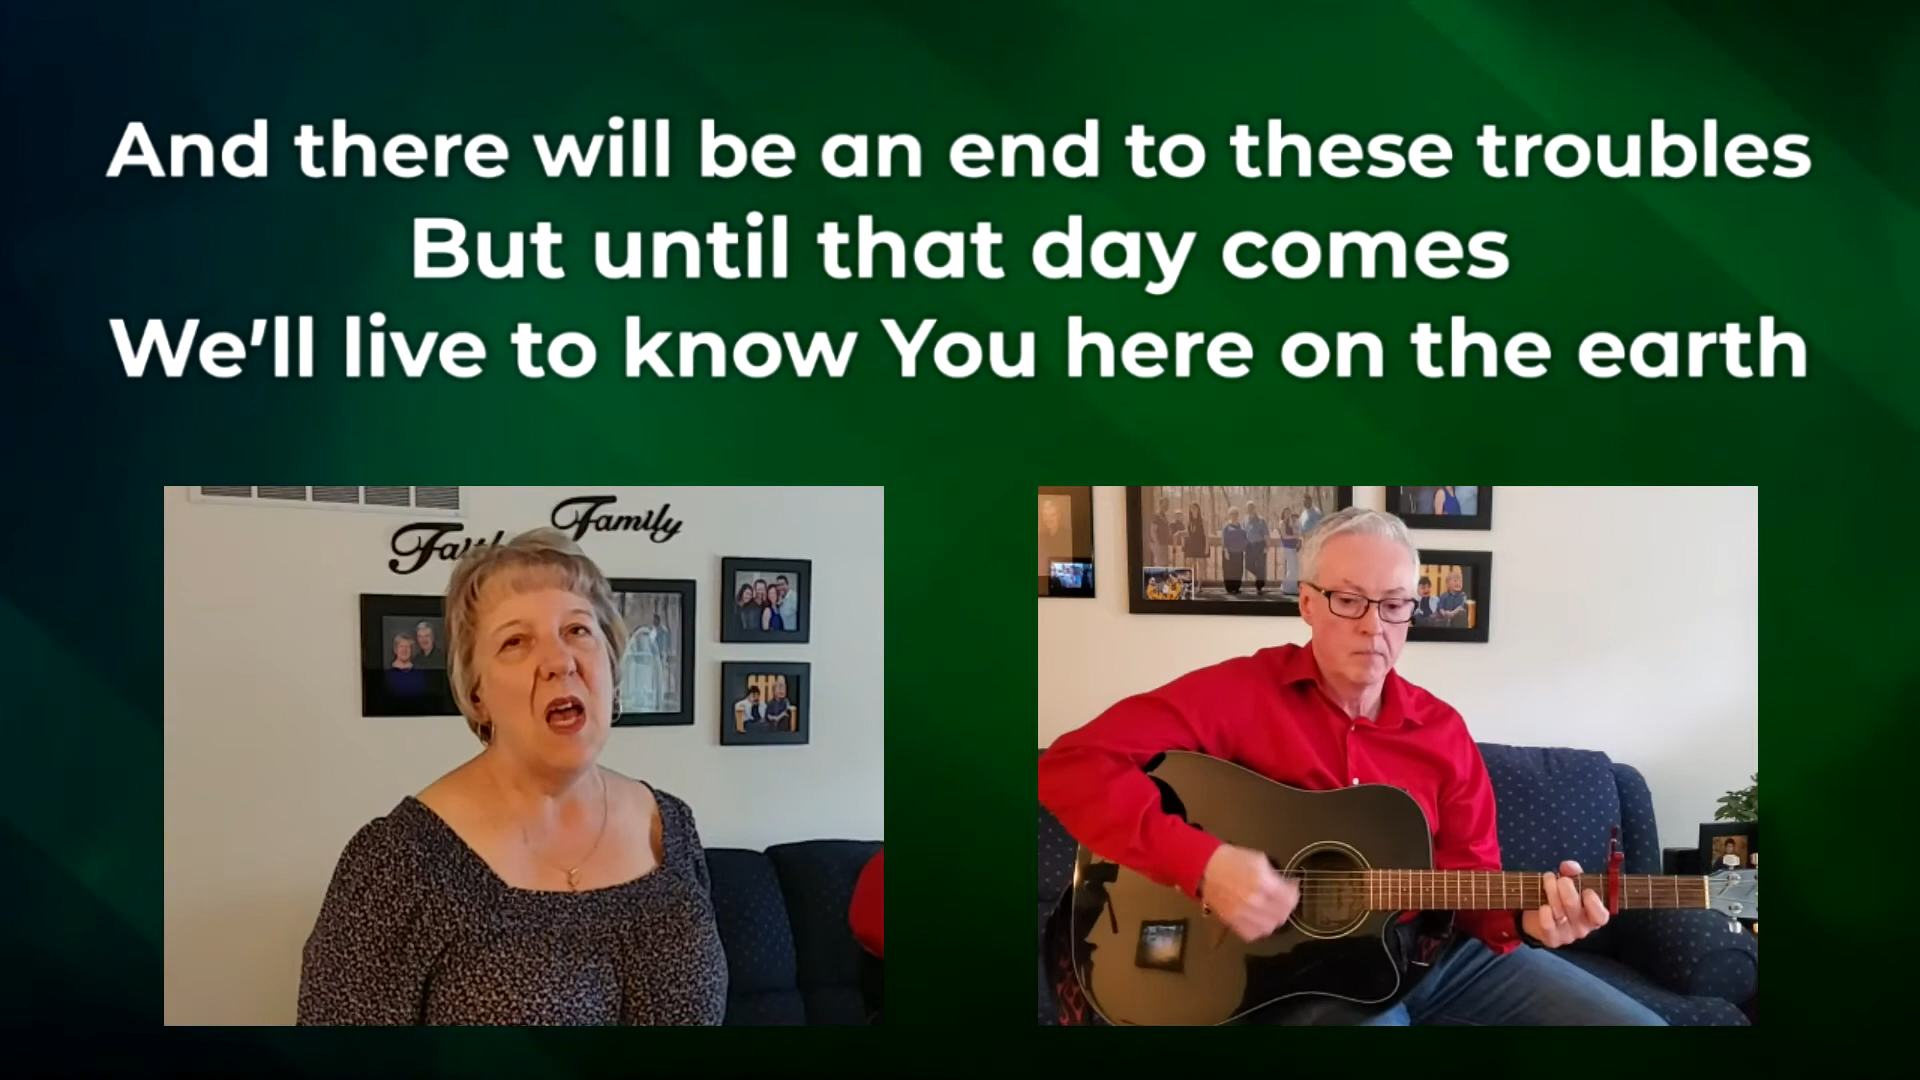 And there will be an end to these troubles
But until that day comes
We'll live to know You here on the earth
Family